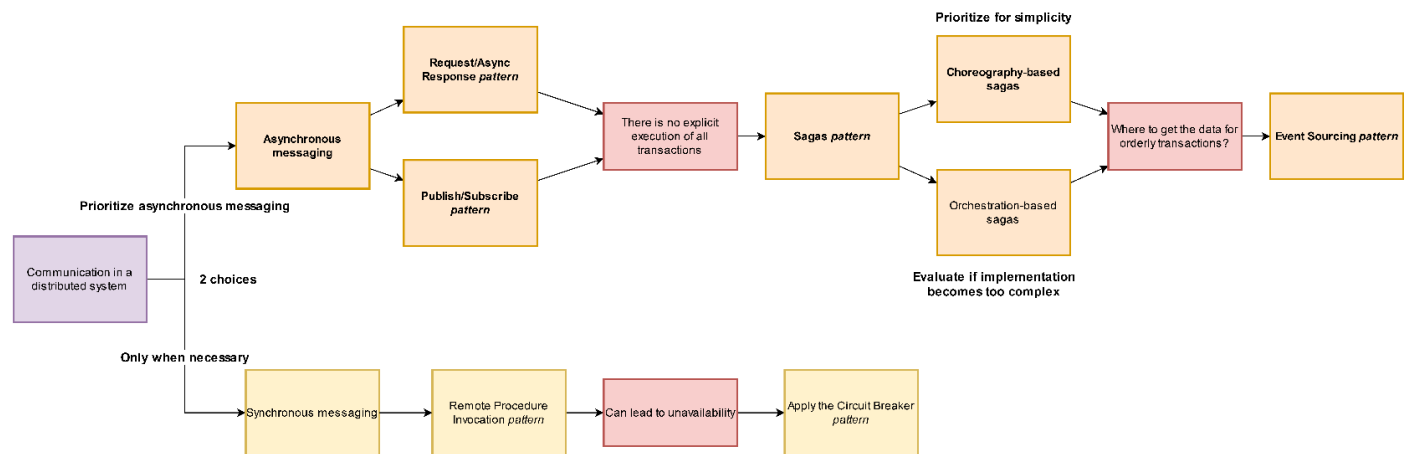 Prioritize for simplicity
Request/Async
Response pattern
Choreography-based
sagas
Asynchronous
messaging
There is no explicit
execution of all
transactions
Sagas pattern
Where to get the data for
orderly transactions?
Event Sourcing pattern
Publish/Subscribe
pattern
Orchestration-based
sagas
Prioritize asynchronous messaging
Communication in a
distributed system
2 choices
Evaluate if implementation
becomes too complex
Only when necessary
Synchronous messaging
Remote Procedure
Invocation pattern
Can lead to unavailability
Apply the Circuit Breaker
pattern